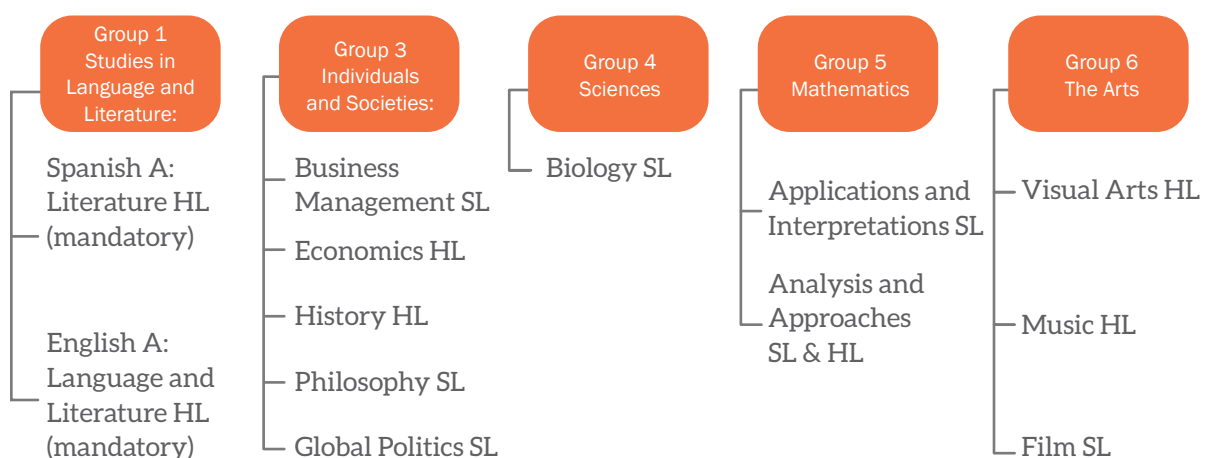 Group 1
Studies in
Language and
Literature:
Spanish A:
Literature HL
(mandatory)
English A:
Language and
Literature HL
(mandatory)
Group 3
Individuals
and Societies:
Business
Management SL
Economics HL
History HL
Philosophy SL
Global Politics SL
Group 4
Sciences
Biology SL
Group 5
Mathematics
Applications and
Interpretations SL
Analysis and
Approaches
SL & HL
Group 6
The Arts
Visual Arts HL
Music HL
Film SL